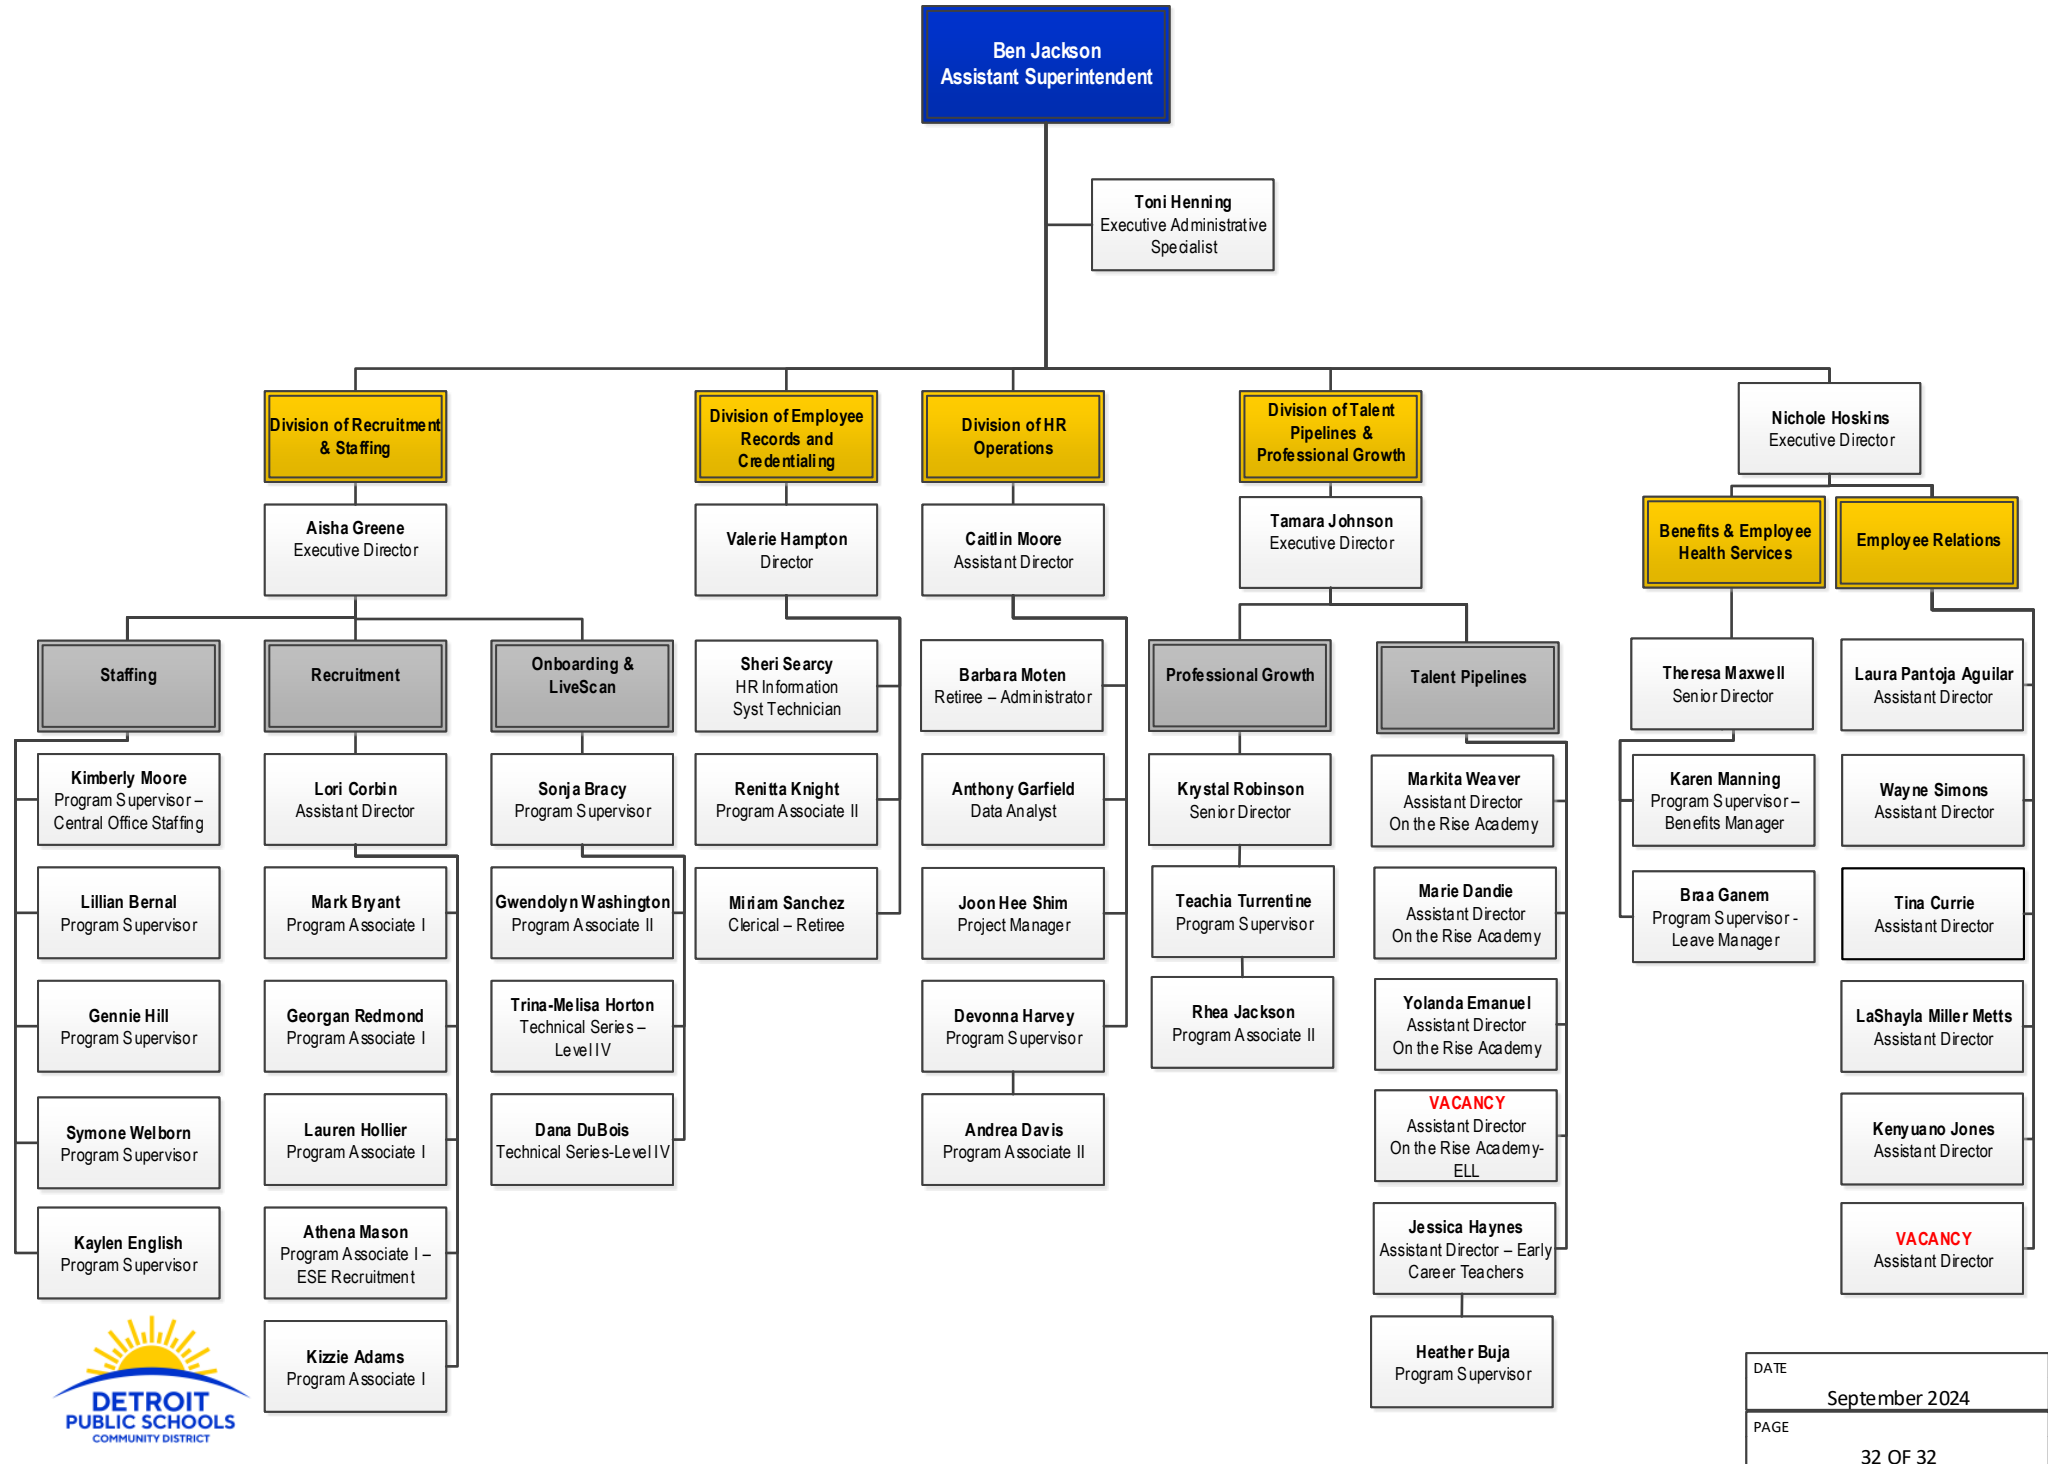 Ben Jackson
Assistant Superintendent
Toni Henning
Executive Administrative
Specialist
Division of Recruitment
& Staffing
Aisha Greene
Executive Director
Staffing
Kimberly Moore
Program Supervisor –
Central Office Staffing
Lillian Bernal
Program Supervisor
Gennie Hill
Program Supervisor
Symone Welborn
Program Supervisor
Kaylen English
Program Supervisor
Recruitment
Lori Corbin
Assistant Director
Mark Bryant
Program Associate I
Georgan Redmond
Program Associate I
Lauren Hollier
Program Associate I
Athena Mason
Program Associate I –
ESE Recruitment
Kizzie Adams
Program Associate I
Onboarding &
LiveScan
Sonja Bracy
Program Supervisor
Gwendolyn Washington
Program Associate II
Trina-Melisa Horton
Technical Series –
Level IV
Dana DuBois
Technical Series-Level IV
Division of Employee
Records and
Credentialing
Valerie Hampton
Director
Sheri Searcy
HR Information
Syst Technician
Renitta Knight
Program Associate II
Miriam Sanchez
Clerical – Retiree
Division of HR
Operations
Caitlin Moore
Assistant Director
Barbara Moten
Retiree – Administrator
Anthony Garfield
Data Analyst
Joon Hee Shim
Project Manager
Devonna Harvey
Program Supervisor
Andrea Davis
Program Associate II
Division of Talent
Pipelines &
Professional Growth
Tamara Johnson
Executive Director
Professional Growth
Krystal Robinson
Senior Director
Teachia Turrentine
Program Supervisor
Rhea Jackson
Program Associate II
Talent Pipelines
Markita Weaver
Assistant Director
On the Rise Academy
Marie Dandie
Assistant Director
On the Rise Academy
Yolanda Emanuel
Assistant Director
On the Rise Academy
VACANCY
Assistant Director
On the Rise Academy-
ELL
Jessica Haynes
Assistant Director – Early
Career Teachers
Heather Buja
Program Supervisor
Nichole Hoskins
Executive Director
Benefits & Employee
Health Services
Theresa Maxwell
Senior Director
Karen Manning
Program Supervisor –
Benefits Manager
Braa Ganem
Program Supervisor -
Leave Manager
Employee Relations
Laura Pantoja Aguilar
Assistant Director
Wayne Simons
Assistant Director
Tina Currie
Assistant Director
LaShayla Miller Metts
Assistant Director
Kenyuano Jones
Assistant Director
VACANCY
Assistant Director
DETROIT
PUBLIC SCHOOLS
COMMUNITY DISTRICT
DATE
September 2024
PAGE
32 OF 32